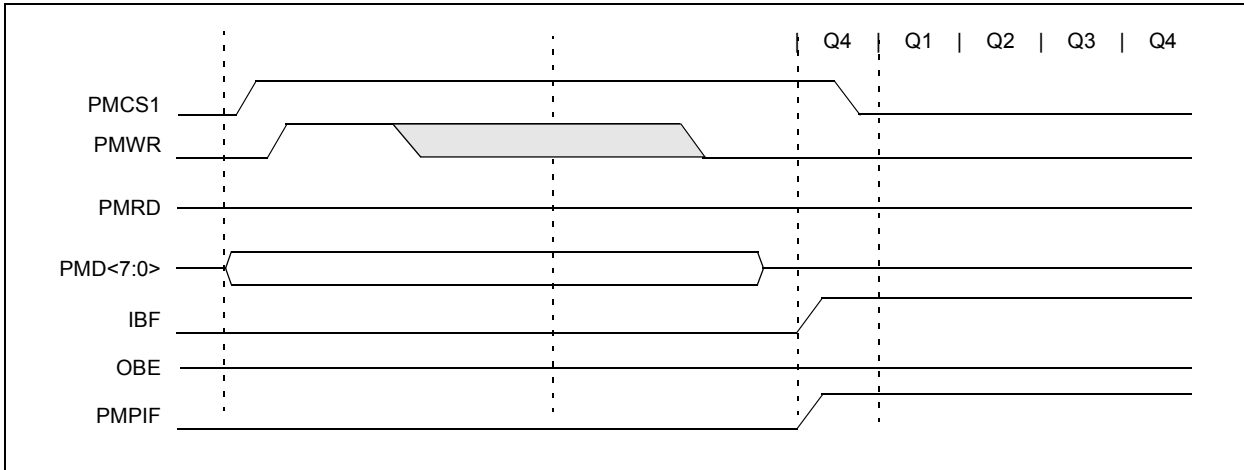 | Q4 | Q1 | Q2 | Q3 | Q4
PMCS1
PMWR
PMRD
PMD<7:0>
IBF
OBE
PMPIF